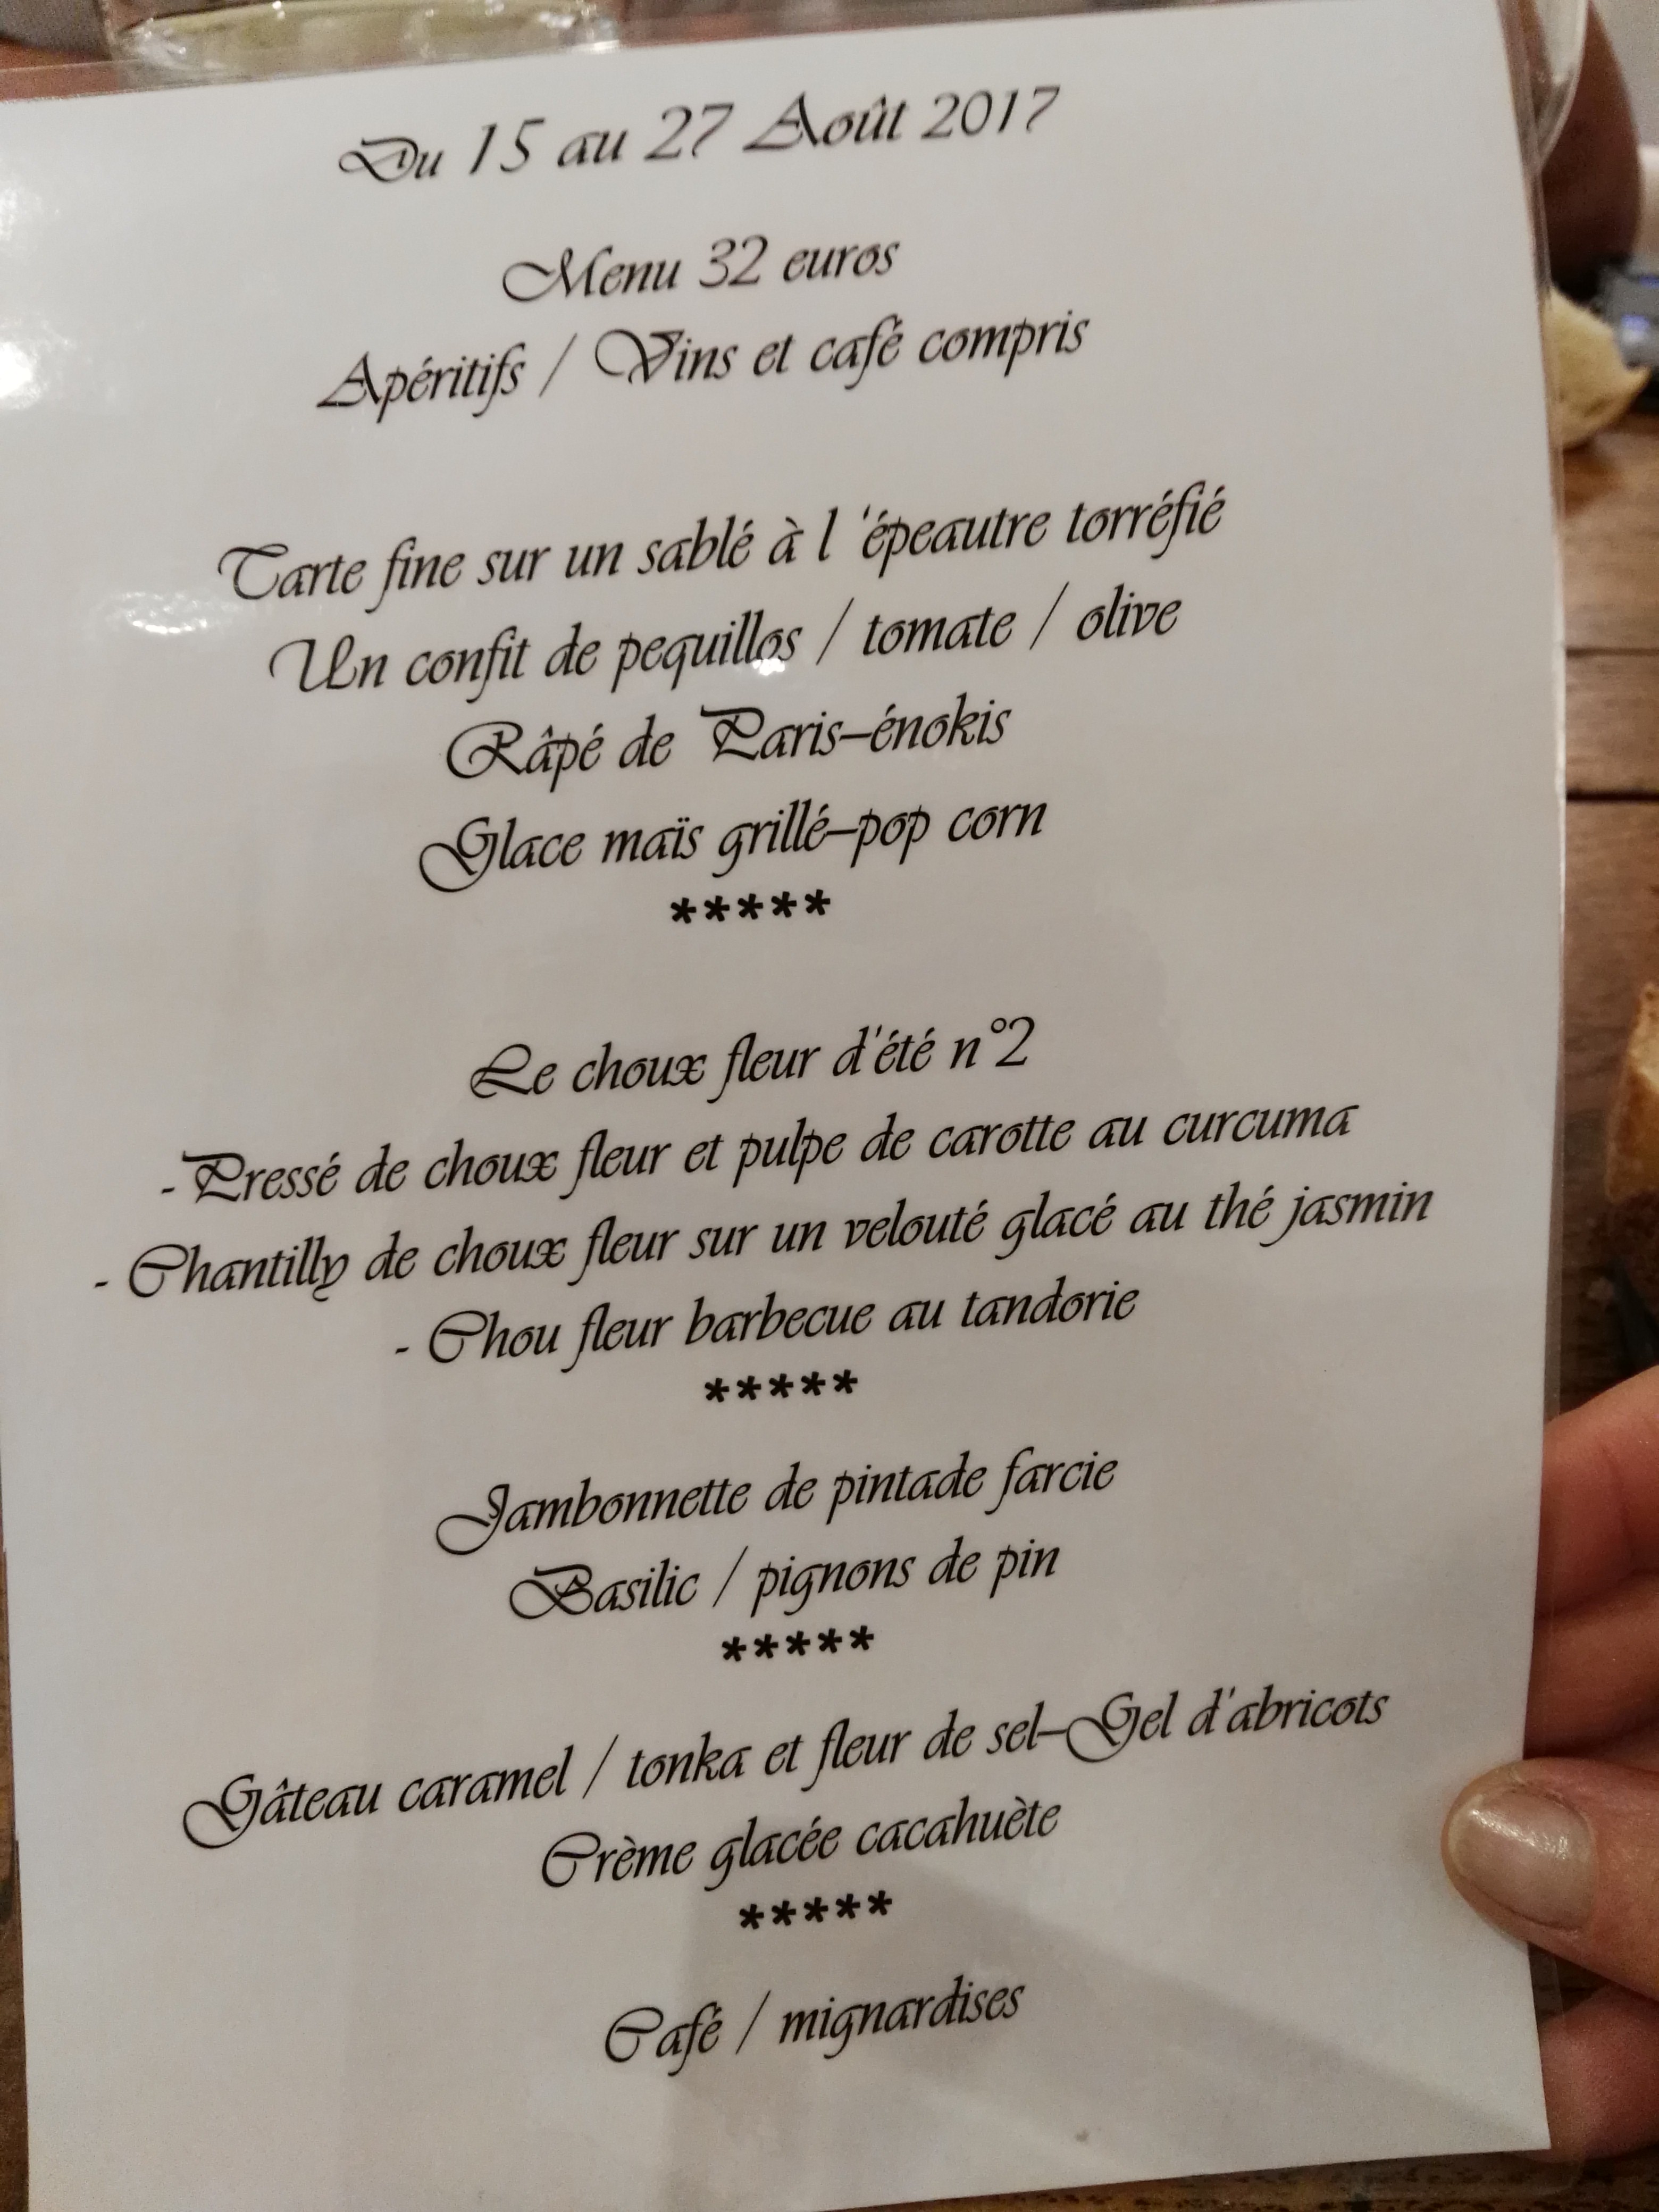 Du 15 au 27 Août 2017
Menu 32 euros
Apéritifs / Vins et café compris
Tarte fine sur un sablé à l 'épeautre torréfié
Un confit de pequillos / tomate / olive
Râpé de Paris–énokis
Glace maïs grillé–pop corn
*****
Le choux fleur d'été n°2
- Pressé de choux fleur et pulpe de carotte au curcuma
- Chantilly de choux fleur sur un velouté glacé au thé jasmin
- Chou fleur barbecue au tandorie
*****
Jambonnette de pintade farcie
Basilic / pignons de pin
*****
Gâteau caramel / tonka et fleur de sel–Gel d'abricots
Crème glacée cacahuète
*****
Café / mignardises